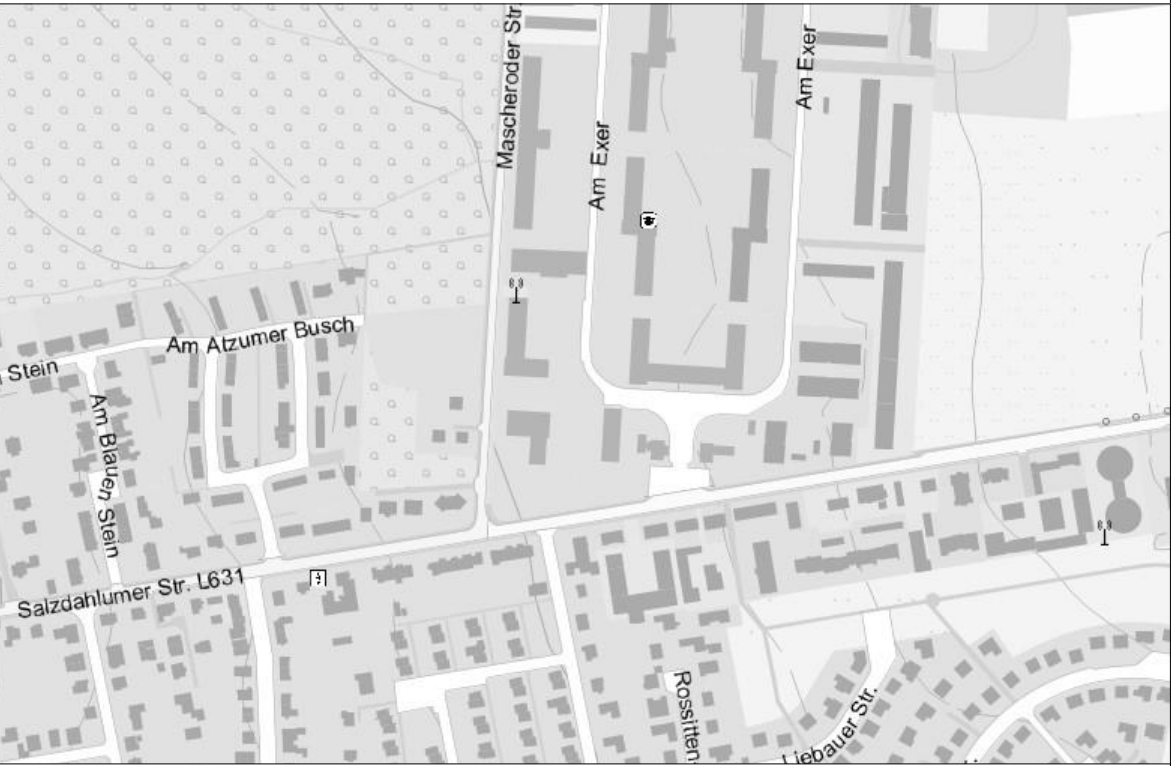 Mascheroder Str.
Am Exer
Am Exer
Am Atzumer Busch
Stein
Am Blauen Stein
Salzdahlumer Str. L631
Rossitten-
Liebauer Str.